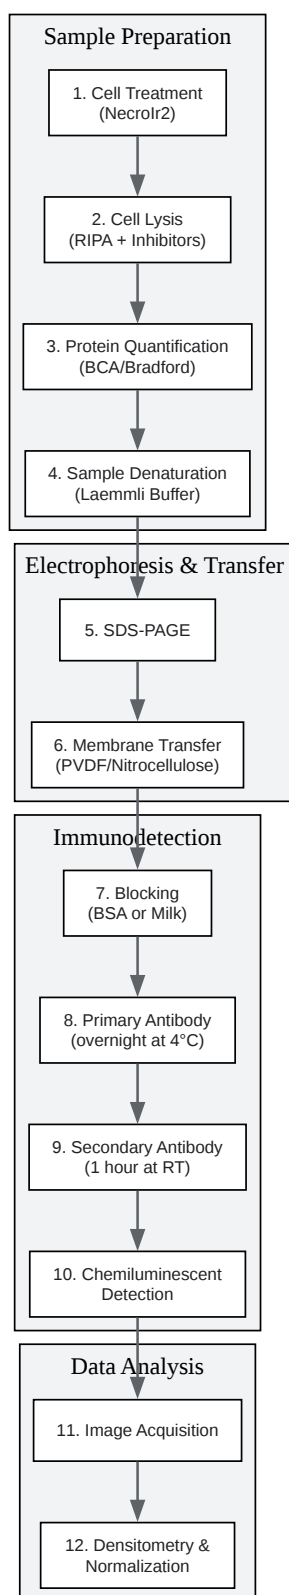 Sample Preparation
1. Cell Treatment
(NecroIr2)
2. Cell Lysis
(RIPA + Inhibitors)
3. Protein Quantification
(BCA/Bradford)
4. Sample Denaturation
(Laemmli Buffer)
Electrophoresis & Transfer
5. SDS-PAGE
6. Membrane Transfer
(PVDF/Nitrocellulose)
Immunodetection
7. Blocking
(BSA or Milk)
8. Primary Antibody
(overnight at 4°C)
9. Secondary Antibody
(1 hour at RT)
10. Chemiluminescent
Detection
Data Analysis
11. Image Acquisition
12. Densitometry &
Normalization